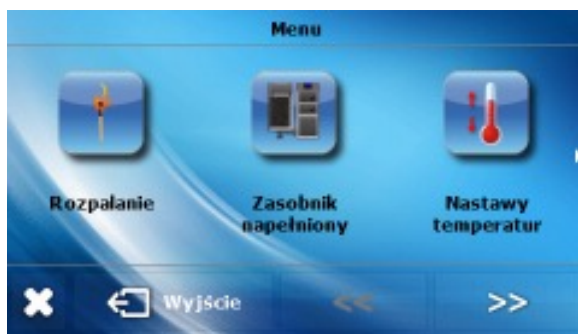 Menu
Rozpalanie
Zasobnik
napełniony
Nastawy
temperatur
Wyjście
<<
>>